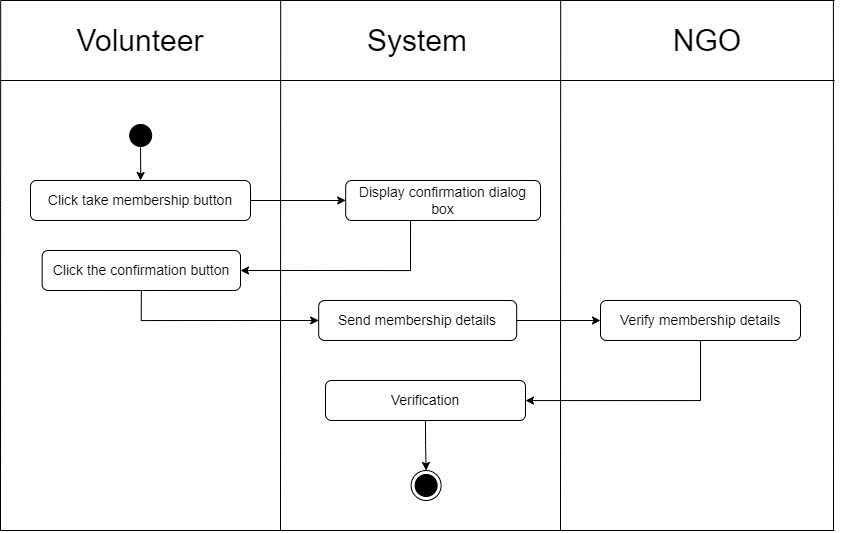 Volunteer
System
NGO
Click take membership button
Display confirmation dialog
box
Click the confirmation button
Send membership details
Verify membership details
Verification